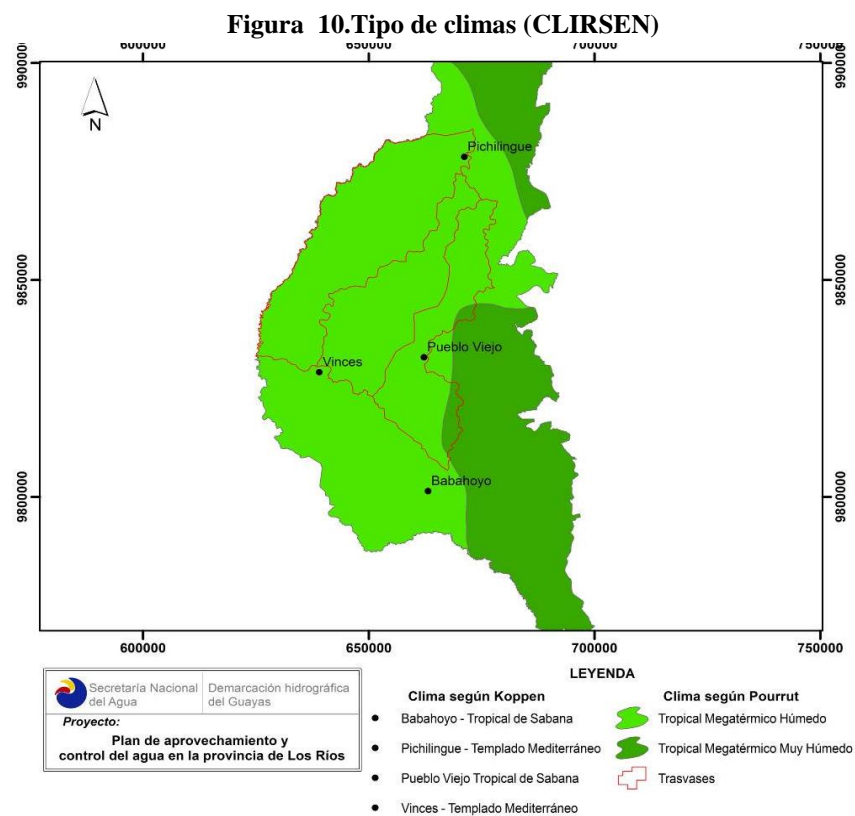 Figura 10.Tipo de climas (CLIRSEN)
600000 650000 700000 750000
9900000 9900000
N
Pichilingue
9850000 9850000
Pueblo Viejo
Vinces
Babahoyo
9800000 9800000
600000 650000 700000 750000
LEYENDA
Secretaría Nacional del Agua
Demarcación hidrográfica del Guayas
Proyecto:
Plan de aprovechamiento y
control del agua en la provincia de Los Ríos
Clima según Koppen
Babahoyo - Tropical de Sabana
Pichilingue - Templado Mediterráneo
Pueblo Viejo Tropical de Sabana
Vinces - Templado Mediterráneo
Clima según Pourrut
Tropical Megatérmico Húmedo
Tropical Megatérmico Muy Húmedo
Trasvases